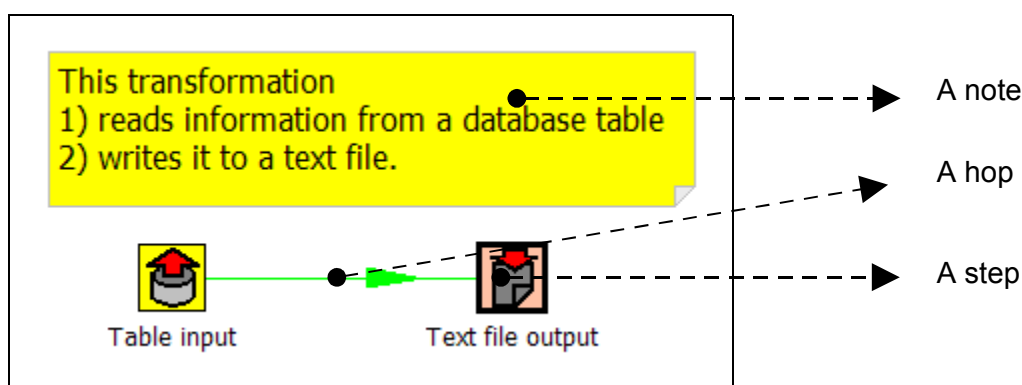 This transformation
1) reads information from a database table
2) writes it to a text file.
A note
A hop
A step
Table input
Text file output